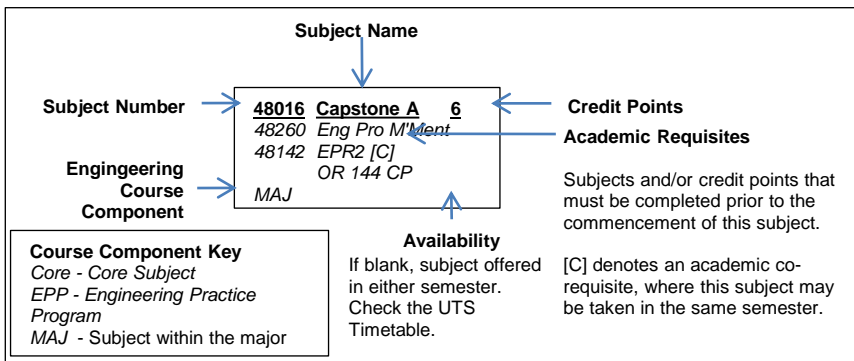 Subject Name
Subject Number
48016 Capstone A 6
48260 Eng Pro M'Ment
48142 EPR2 [C]
OR 144 CP
MAJ
Credit Points
Academic Requisites
Engingeering
Course
Component
Subjects and/or credit points that
must be completed prior to the
commencement of this subject.
[C] denotes an academic co-
requisite, where this subject may
be taken in the same semester.
Availability
If blank, subject offered
in either semester.
Check the UTS
Timetable.
Course Component Key
Core - Core Subject
EPP - Engineering Practice
Program
MAJ - Subject within the major